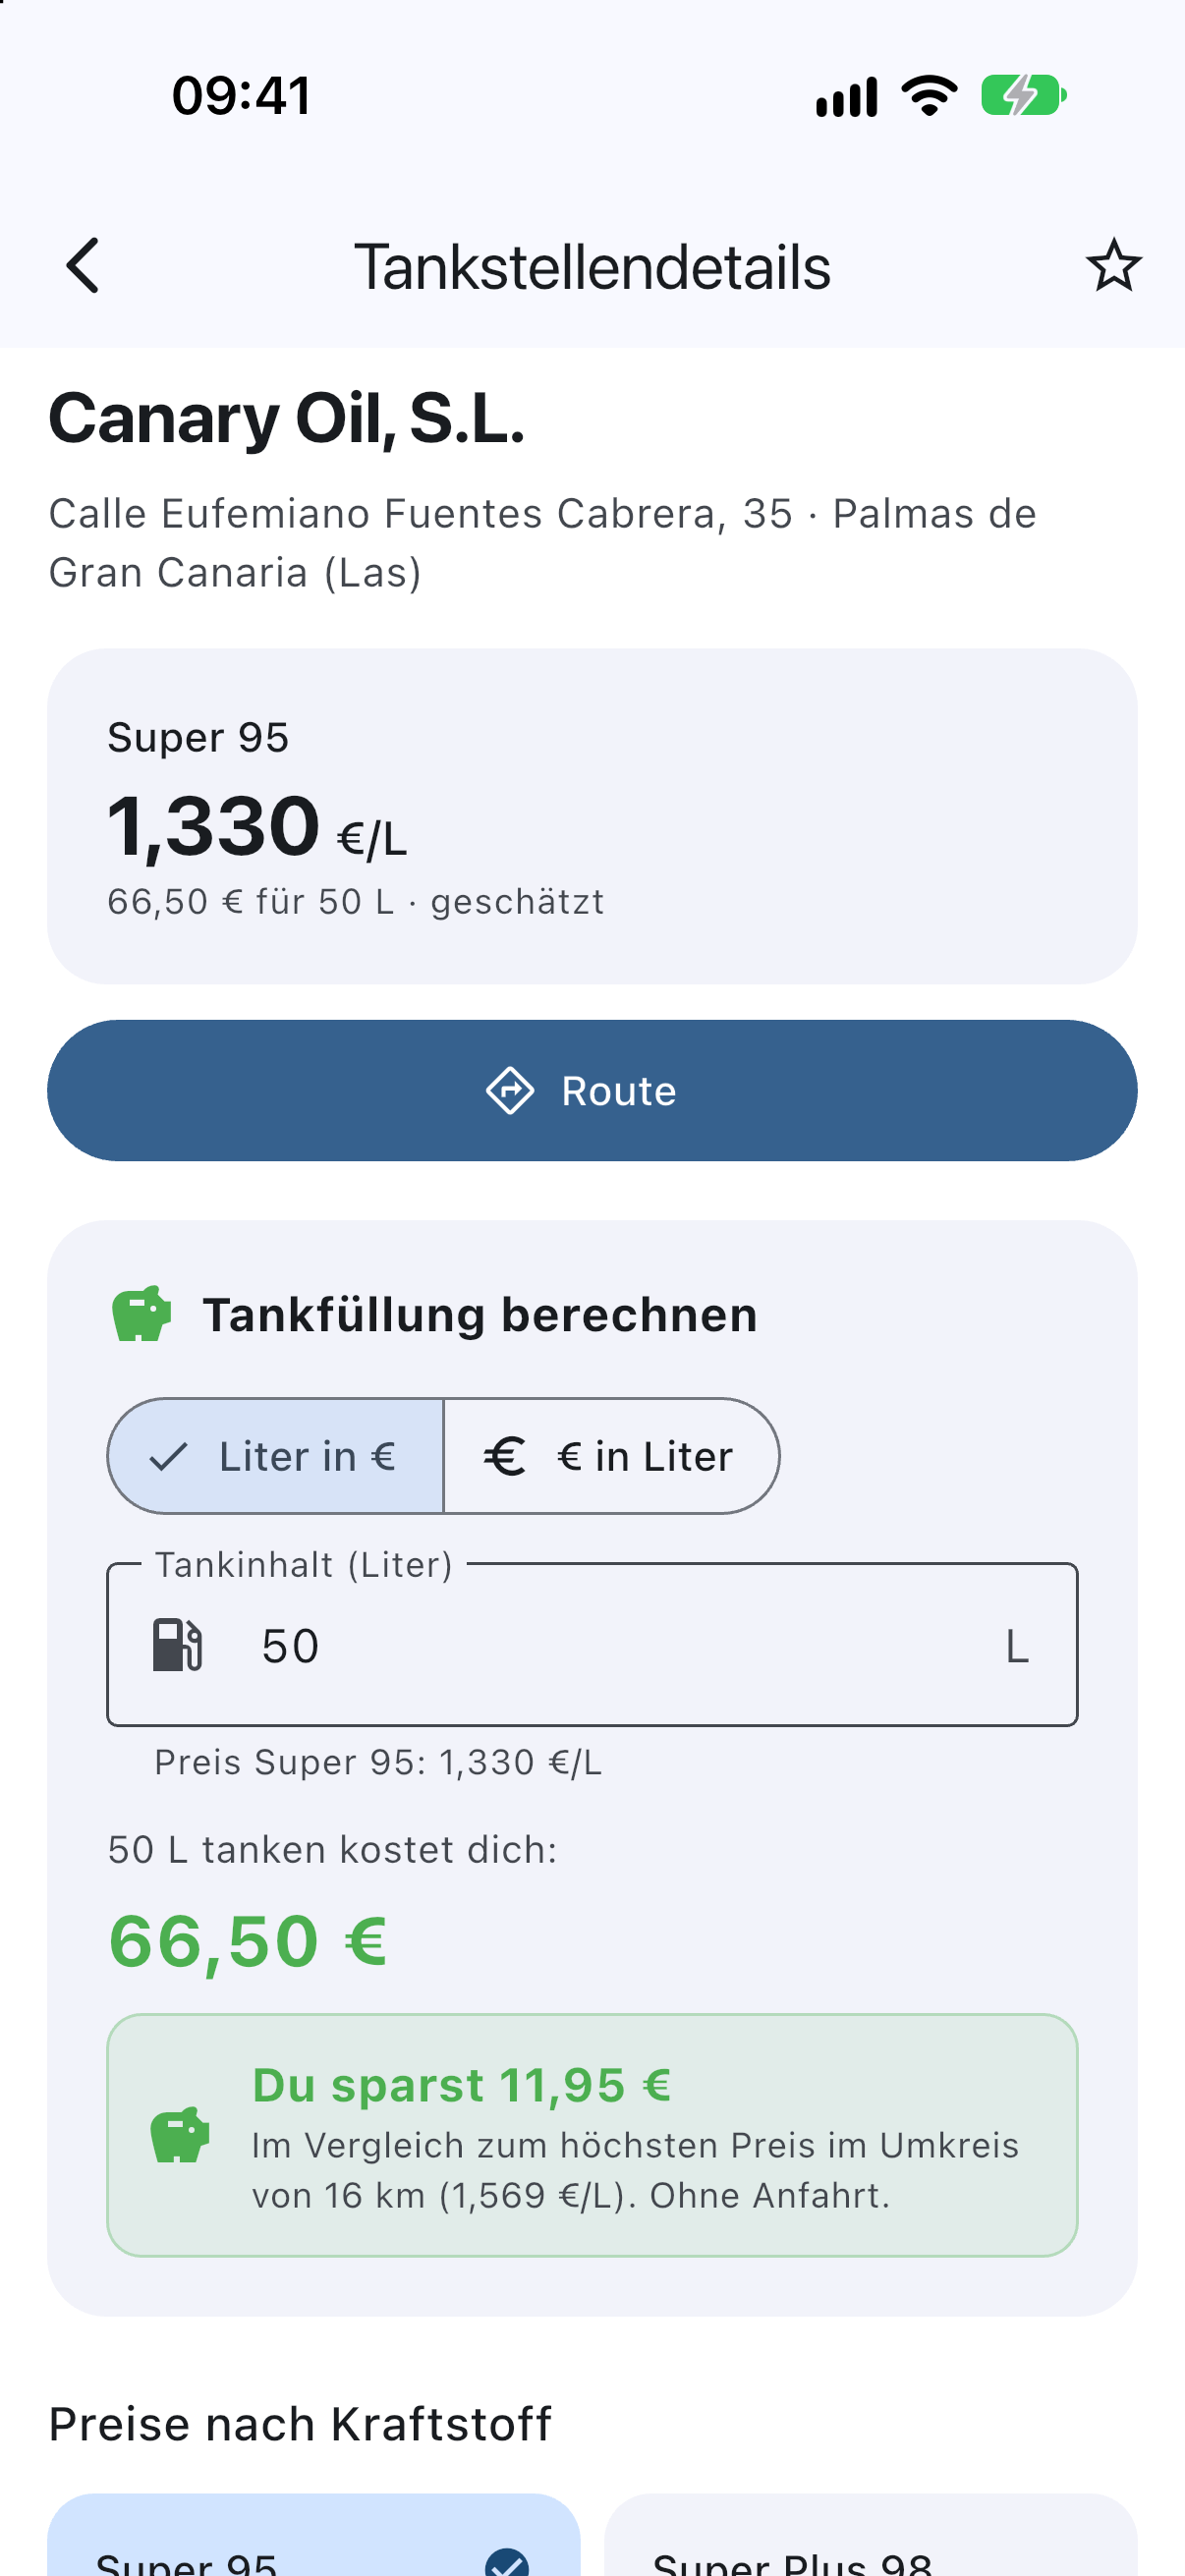 09:41
Tankstellendetails
Canary Oil, S.L.
Calle Eufemiano Fuentes Cabrera, 35 · Palmas de
Gran Canaria (Las)
Super 95
1,330 €/L
66,50 € für 50 L · geschätzt
Route
Tankfüllung berechnen
Liter in €
€ € in Liter
Tankinhalt (Liter)
50 L
Preis Super 95: 1,330 €/L
50 L tanken kostet dich:
66,50 €
Du sparst 11,95 €
Im Vergleich zum höchsten Preis im Umkreis
von 16 km (1,569 €/L). Ohne Anfahrt.
Preise nach Kraftstoff
Super 95
Super Plus 98